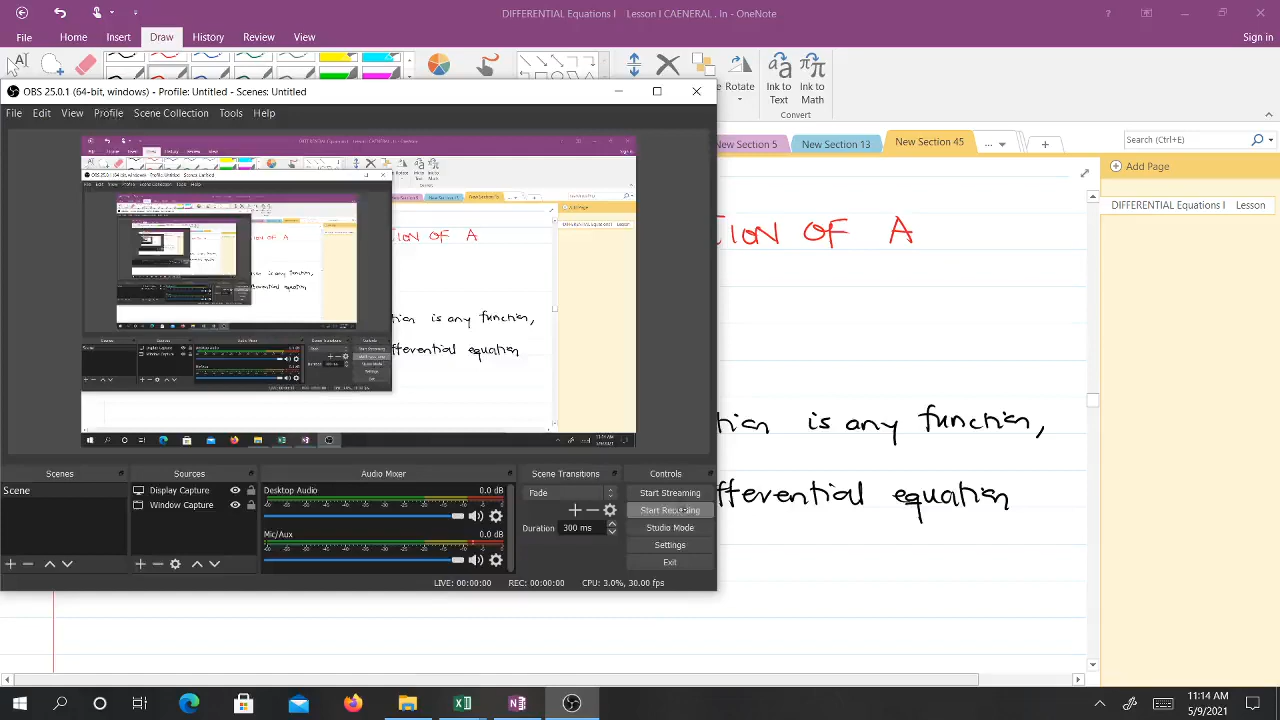 DIFFERENTIAL Equations I Lesson I CAENERAL . In - OneNote
File Home Insert Draw History Review View Sign in
Rotate Ink to Text Ink to Math
Convert
OBS 25.0.1 (64-bit, windows) - Profile: Untitled - Scenes: Untitled
File Edit View Profile Scene Collection Tools Help
New Section 5 New Section 13 New Section 45 ... Search (Ctrl+E)
Add Page
DIFFERENTIAL Equations I Lesson
TION OF A
tion is any function,
fferential equation
Scenes Sources Audio Mixer Scene Transitions Controls
Scene
Display Capture
Window Capture
Desktop Audio 0.0 dB
Mic/Aux 0.0 dB
Fade
Duration 300 ms
Start Streaming
Start Recording
Studio Mode
Settings
Exit
LIVE: 00:00:00 REC: 00:00:00 CPU: 3.0%, 30.00 fps
11:14 AM
5/9/2021